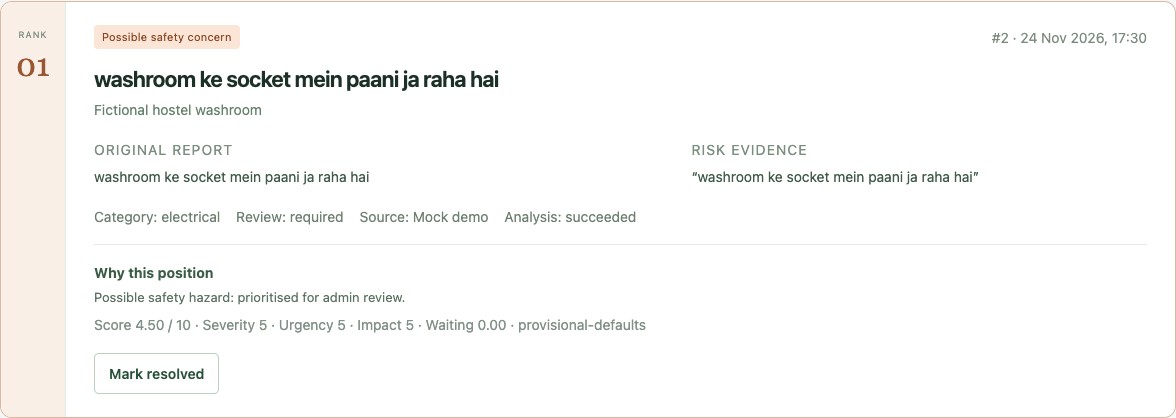 RANK
01
Possible safety concern
#2 · 24 Nov 2026, 17:30
washroom ke socket mein paani ja raha hai
Fictional hostel washroom
ORIGINAL REPORT
washroom ke socket mein paani ja raha hai
RISK EVIDENCE
“washroom ke socket mein paani ja raha hai”
Category: electrical Review: required Source: Mock demo Analysis: succeeded
Why this position
Possible safety hazard: prioritised for admin review.
Score 4.50 / 10 · Severity 5 · Urgency 5 · Impact 5 · Waiting 0.00 · provisional-defaults
Mark resolved